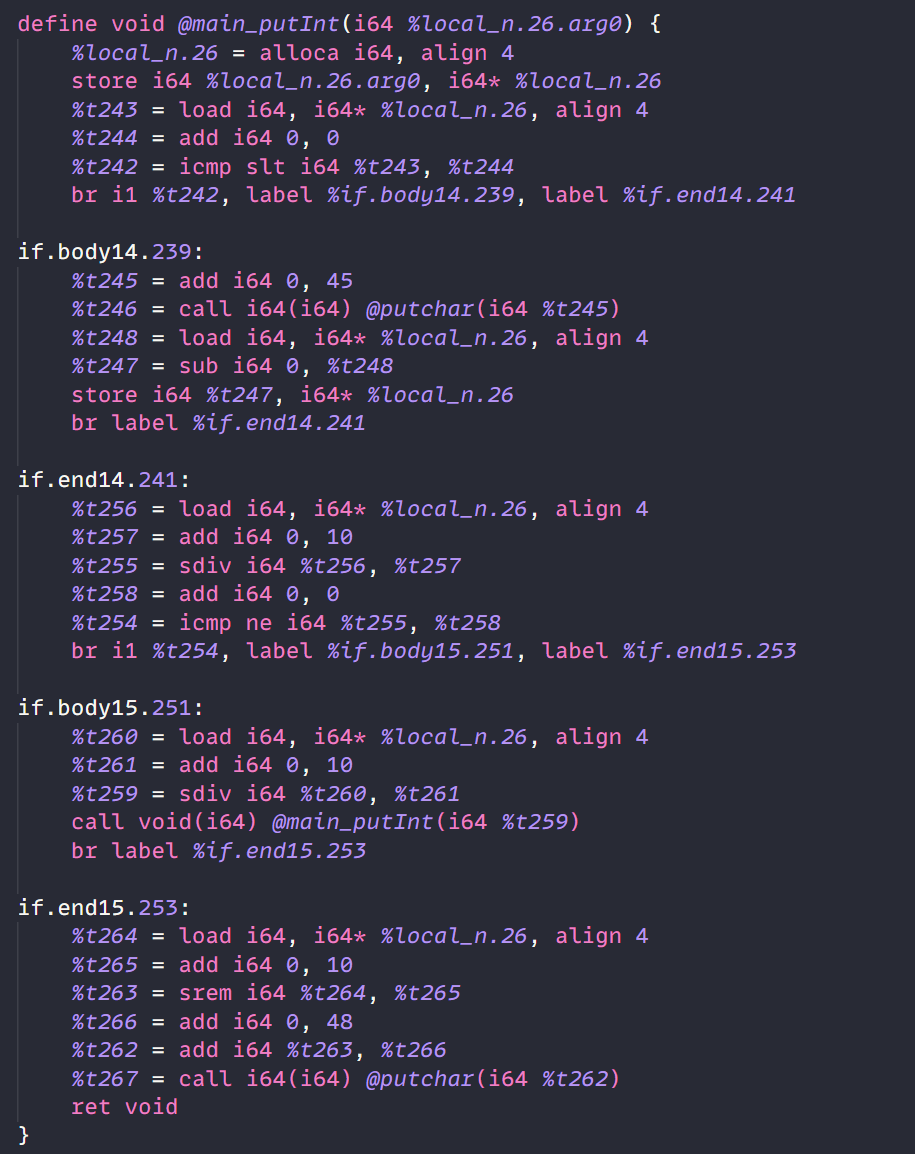 define void @main_putInt(i64 %local_n.26.arg0) {
    %local_n.26 = alloca i64, align 4
    store i64 %local_n.26.arg0, i64* %local_n.26
    %t243 = load i64, i64* %local_n.26, align 4
    %t244 = add i64 0, 0
    %t242 = icmp slt i64 %t243, %t244
    br i1 %t242, label %if.body14.239, label %if.end14.241

if.body14.239:
    %t245 = add i64 0, 45
    %t246 = call i64(i64) @putchar(i64 %t245)
    %t248 = load i64, i64* %local_n.26, align 4
    %t247 = sub i64 0, %t248
    store i64 %t247, i64* %local_n.26
    br label %if.end14.241

if.end14.241:
    %t256 = load i64, i64* %local_n.26, align 4
    %t257 = add i64 0, 10
    %t255 = sdiv i64 %t256, %t257
    %t258 = add i64 0, 0
    %t254 = icmp ne i64 %t255, %t258
    br i1 %t254, label %if.body15.251, label %if.end15.253

if.body15.251:
    %t260 = load i64, i64* %local_n.26, align 4
    %t261 = add i64 0, 10
    %t259 = sdiv i64 %t260, %t261
    call void(i64) @main_putInt(i64 %t259)
    br label %if.end15.253

if.end15.253:
    %t264 = load i64, i64* %local_n.26, align 4
    %t265 = add i64 0, 10
    %t263 = srem i64 %t264, %t265
    %t266 = add i64 0, 48
    %t262 = add i64 %t263, %t266
    %t267 = call i64(i64) @putchar(i64 %t262)
    ret void
}